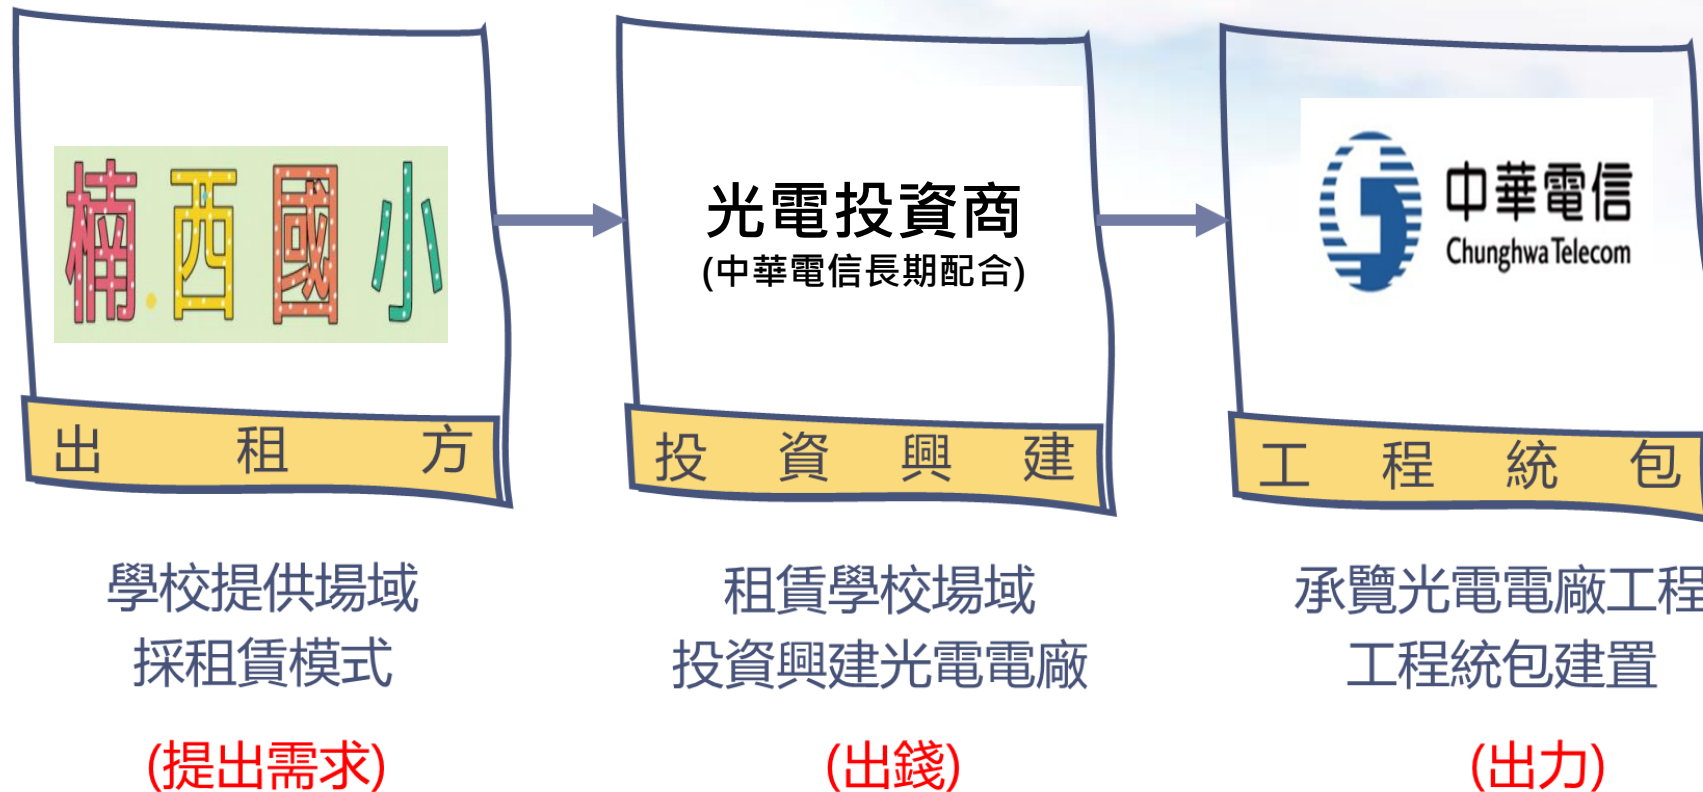 楠西國小
出租方
學校提供場域
採租賃模式
(提出需求)
光電投資商
(中華電信長期配合)
投資興建
租賃學校場域
投資興建光電電廠
(出錢)
中華電信
Chunghwa Telecom
工程統包
承覽光電電廠工程
工程統包建置
(出力)